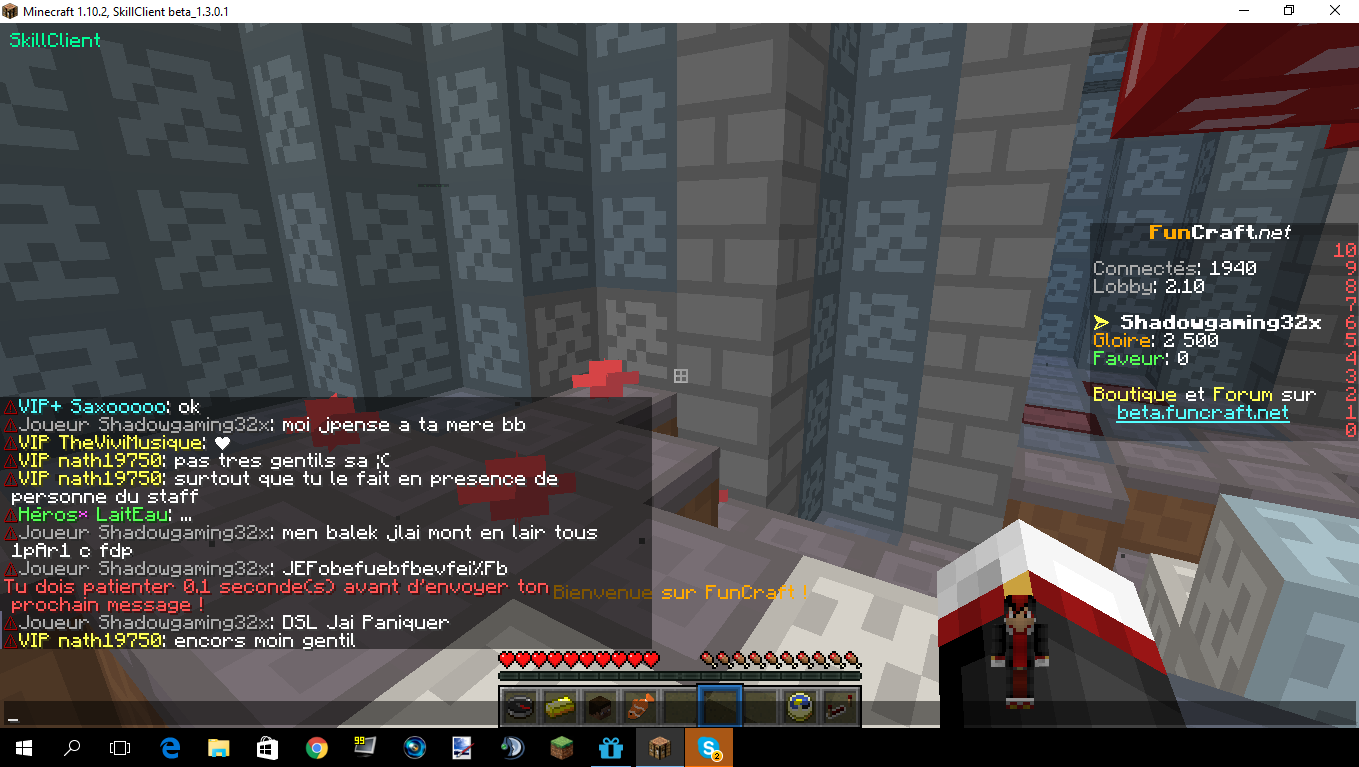 Minecraft 1.10.2, SkillClient beta_1.3.0.1
SkillClient
FunCraft.net
10
Connectés: 1940
9
Lobby: 2.10
8
7
➤ Shadowgaming32x
6
Gloire: 2 500
5
Faveur: 0
4
3
Boutique et Forum sur
2
beta.funcraft.net
1
0
⚠VIP+ Saxooooo: ok
⚠Joueur Shadowgaming32x: moi jpense a ta mere bb
⚠VIP TheViviMusique: ♥
⚠VIP nath19750: pas tres gentils sa ;C
⚠VIP nath19750: surtout que tu le fait en presence de
personne du staff
⚠Héros× LaitEau: ...
⚠Joueur Shadowgaming32x: men balek jlai mont en lair tous
1pAr1 c fdp
⚠Joueur Shadowgaming32x: JEFobefuebfbevfei%Fb
Tu dois patienter 0.1 seconde(s) avant d'envoyer ton
prochain message !
Bienvenue sur FunCraft !
⚠Joueur Shadowgaming32x: DSL Jai Paniquer
⚠VIP nath19750: encors moin gentil
_
99
2